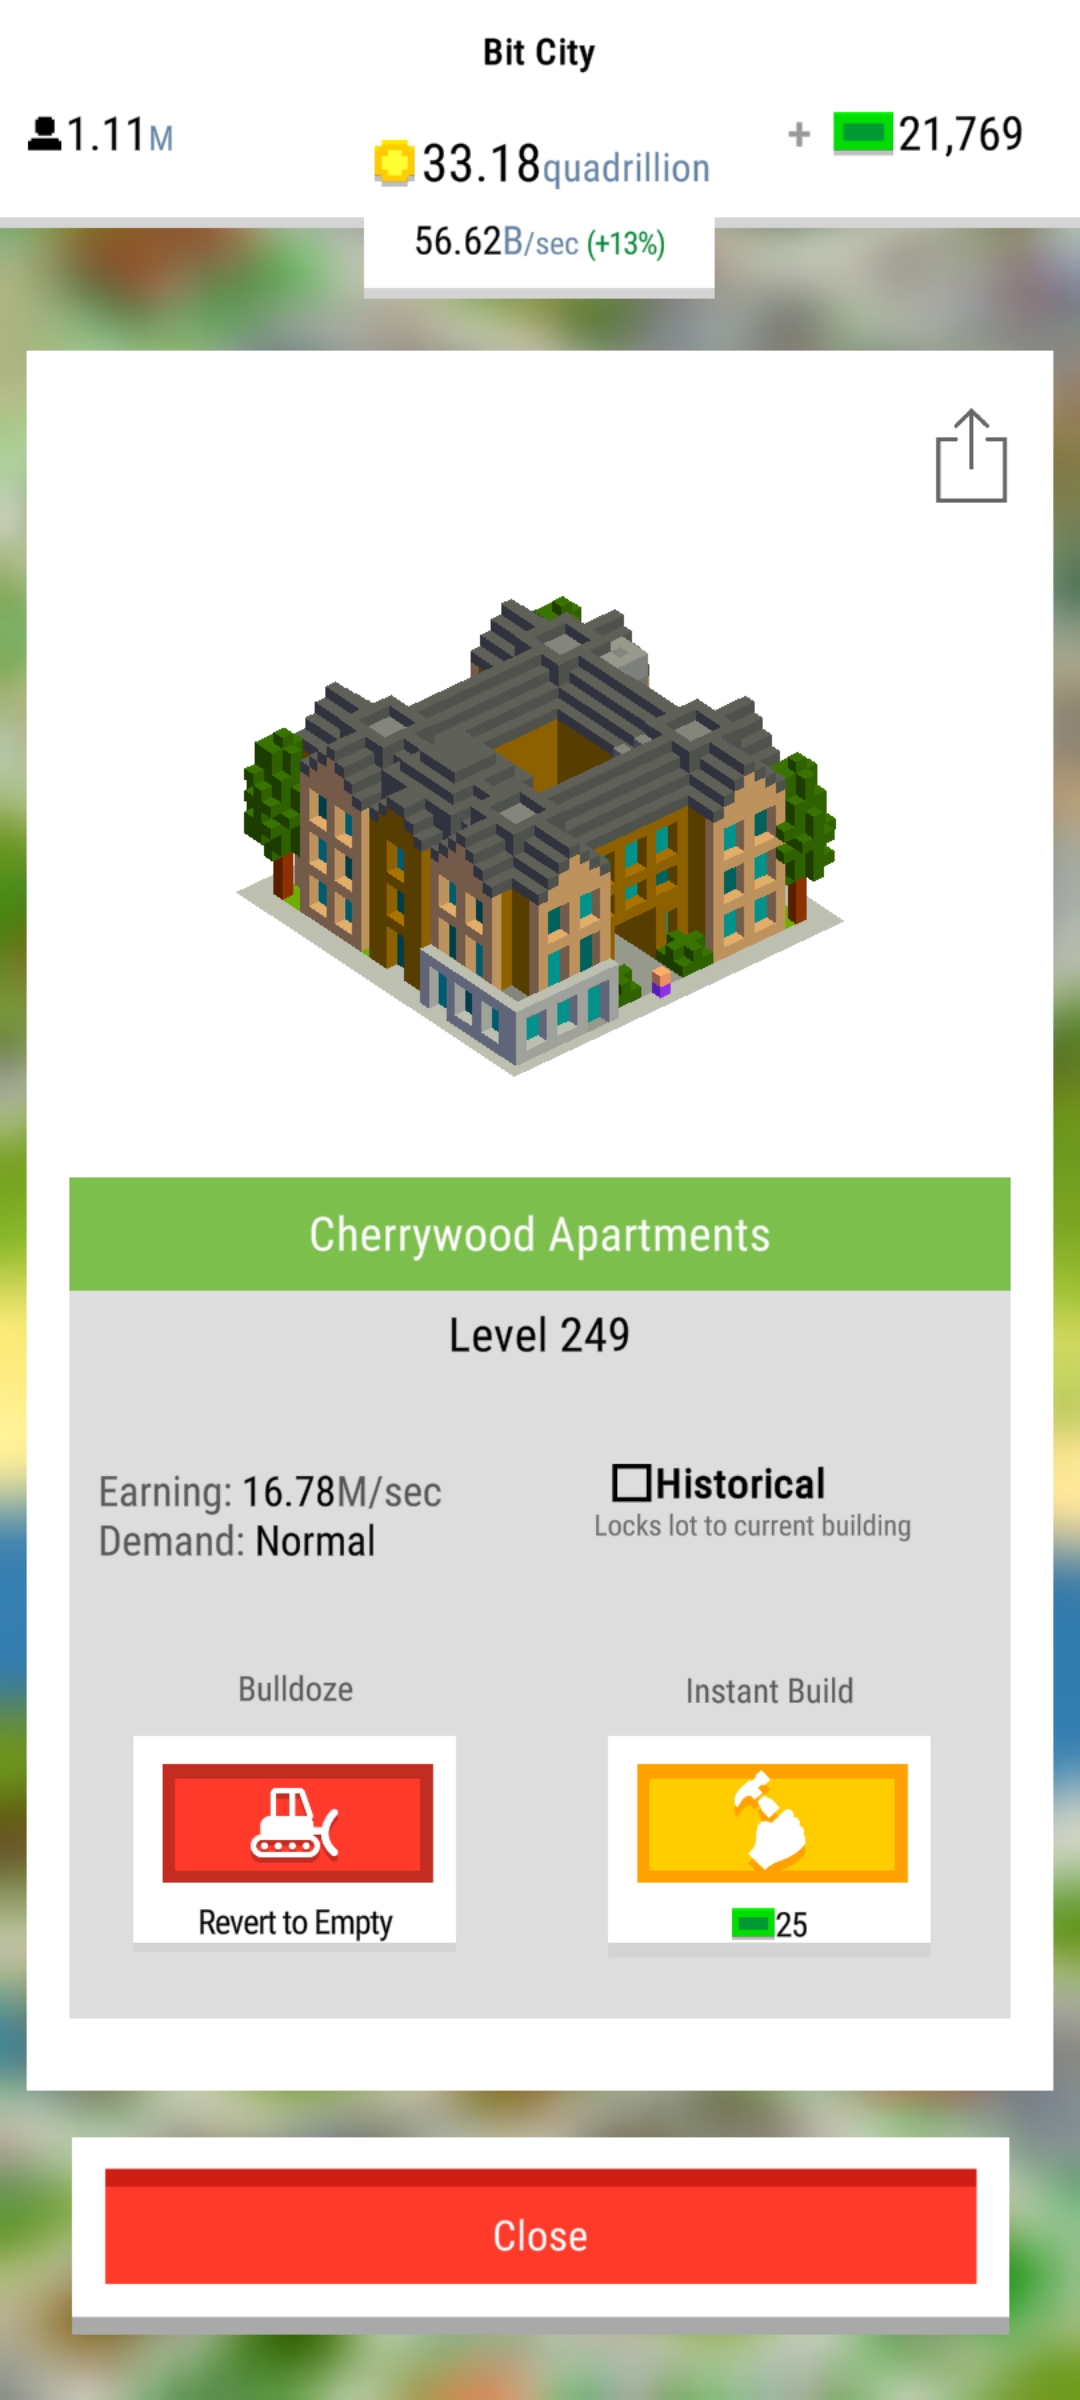 Bit City
1.11M
33.18quadrillion
+ 21,769
56.62B/sec (+13%)
Cherrywood Apartments
Level 249
Earning: 16.78M/sec
Demand: Normal
Historical
Locks lot to current building
Bulldoze
Instant Build
Revert to Empty
25
Close